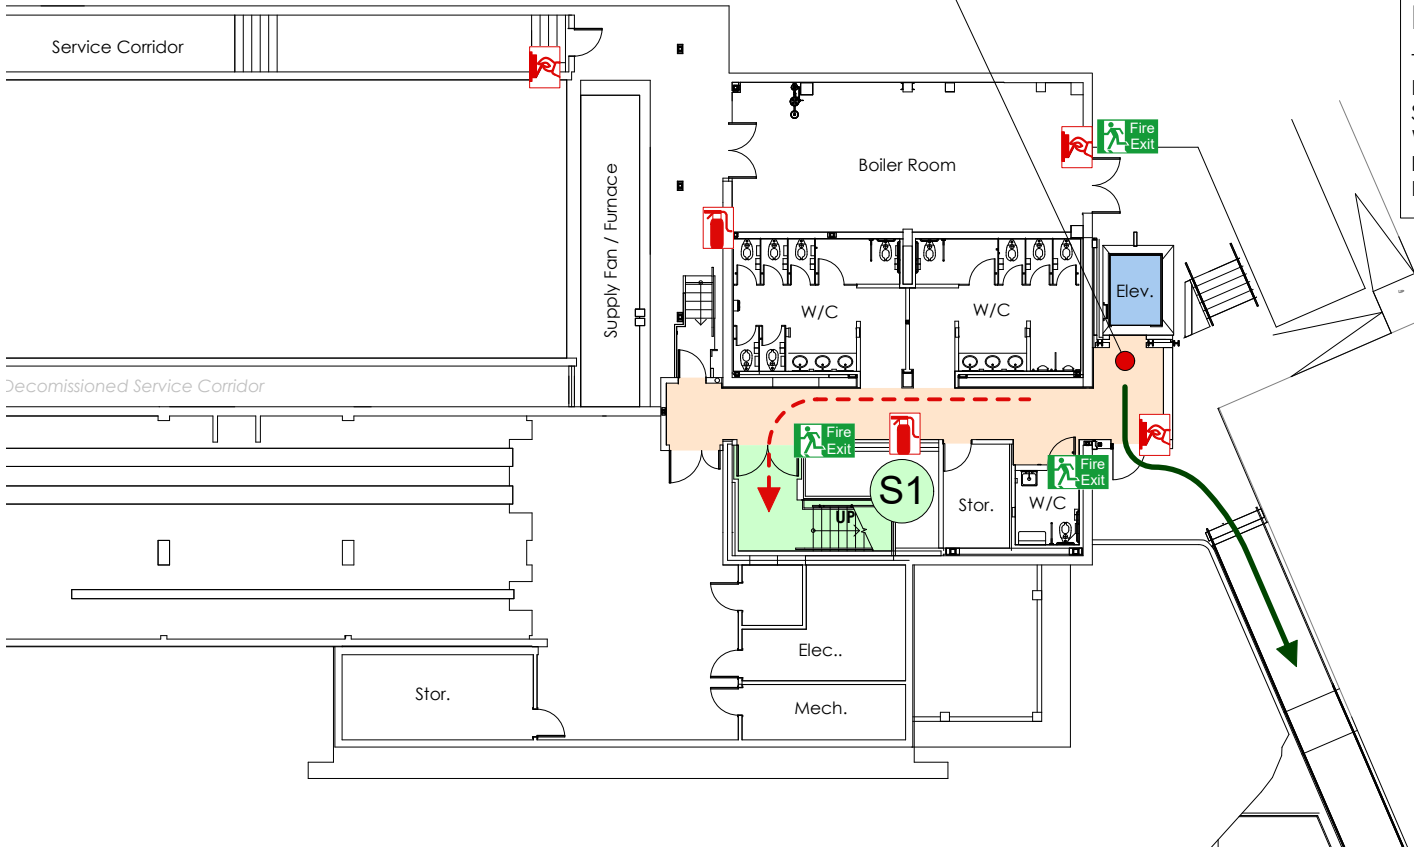 Service Corridor
Fire
Exit
Boiler Room
Supply Fan / Furnace
Elev.
W/C
W/C
Decomissioned Service Corridor
Fire
Exit
Fire
Exit
S1
Stor.
W/C
UP
Elec..
Stor.
Mech.